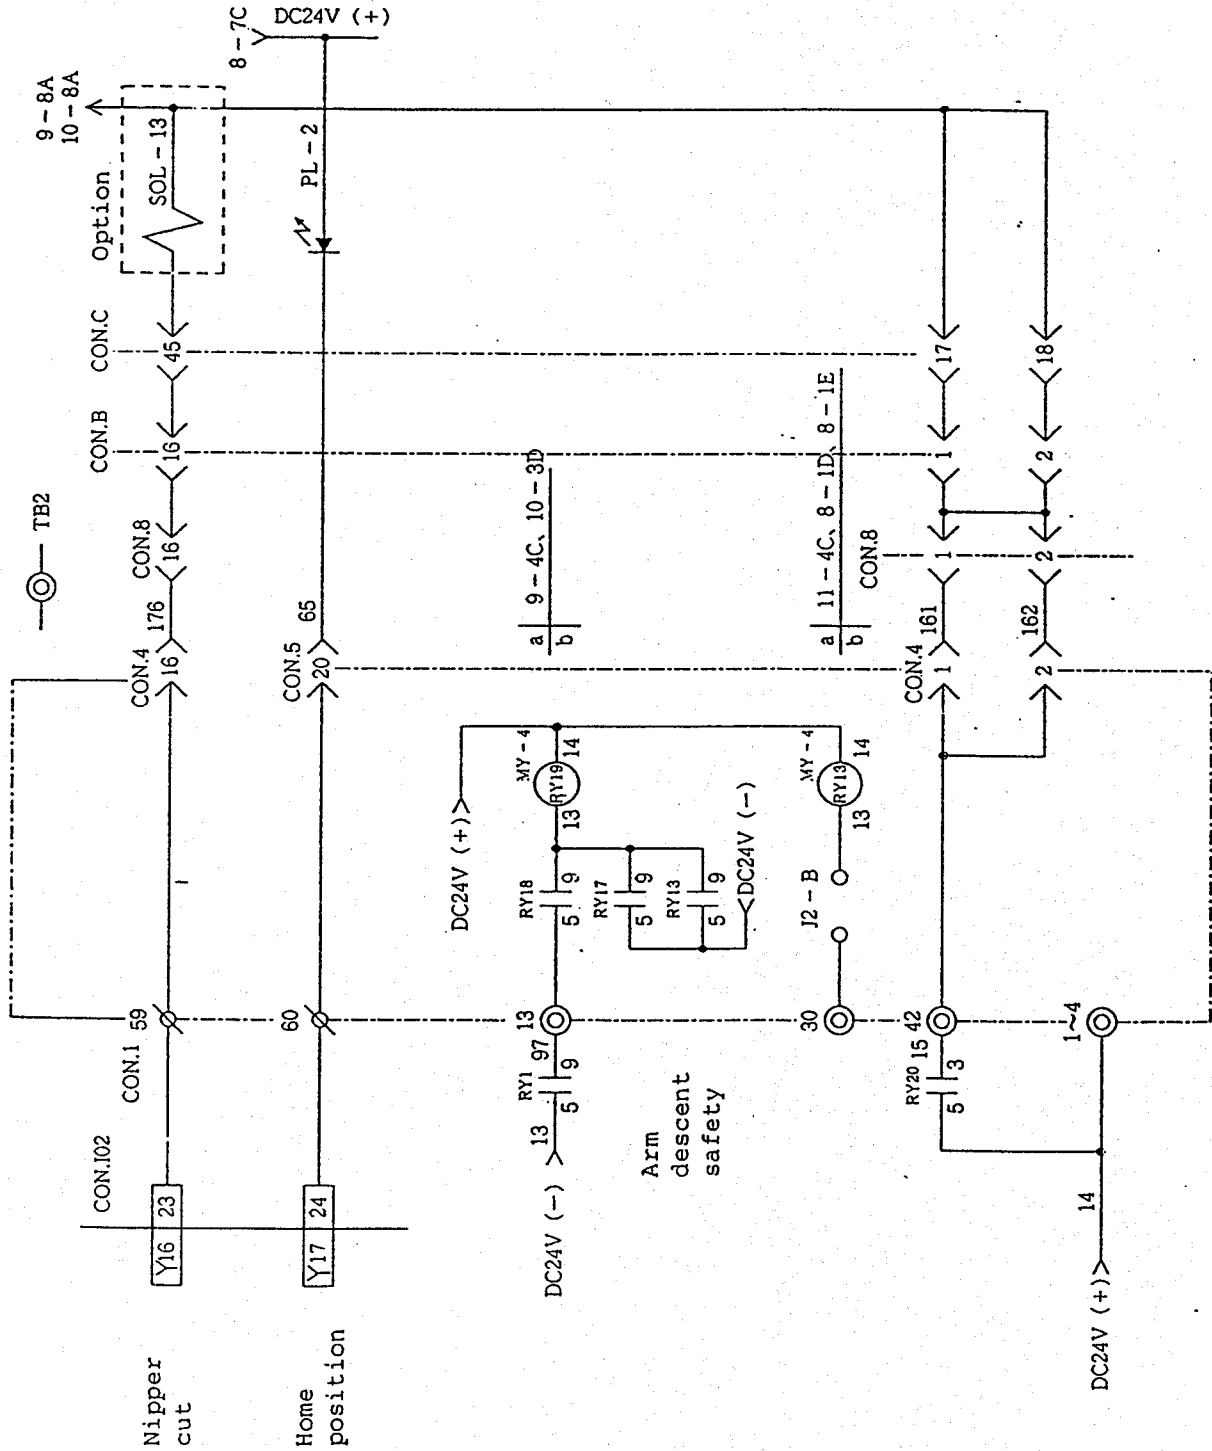 Nipper
cut
Y16 23
CON.I02
CON.1
59
CON.4
16
176
CON.8
16
CON.B
16
CON.C
45
Option
SOL-13
9-8A
10-8A
TB2
Home
position
Y17 24
60
CON.5
20
65
PL-2
8-7C
DC24V (+)
DC24V (-)
13
RY1
5 9
97
13
RY18
5 9
RY17
5 9
RY13
5 9
DC24V (-)
DC24V (+)
MY-4
13 RY19 14
a 9-4C、10-3D
b
Arm
descent
safety
30
J2-B
MY-4
13 RY13 14
a 11-4C、8-1D、8-1E
b
CON.8
RY20
5 3
15
42
CON.4
1
161
1
1
17
2
162
2
2
18
DC24V (+)
14
1~4